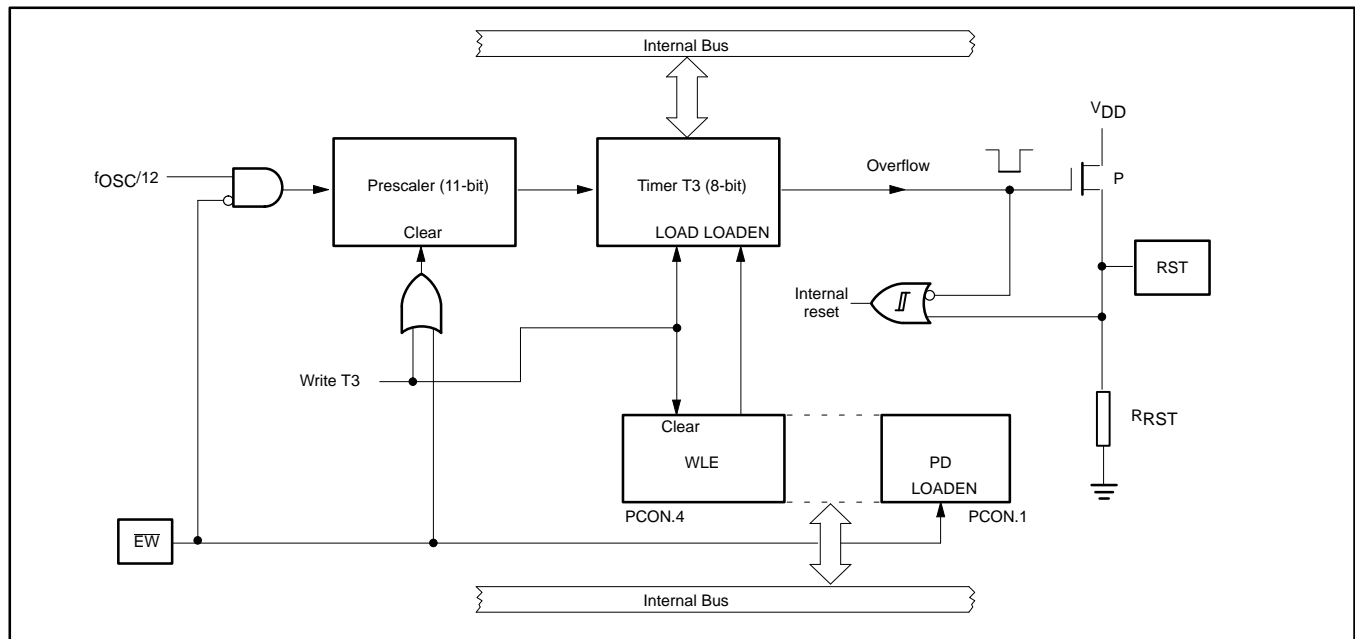 Internal Bus
VDD
fOSC/12
Prescaler (11-bit)
Clear
Timer T3 (8-bit)
LOAD LOADEN
Overflow
P
RST
Internal
reset
Write T3
RRST
Clear
WLE
PD
LOADEN
PCON.4
PCON.1
EW
Internal Bus